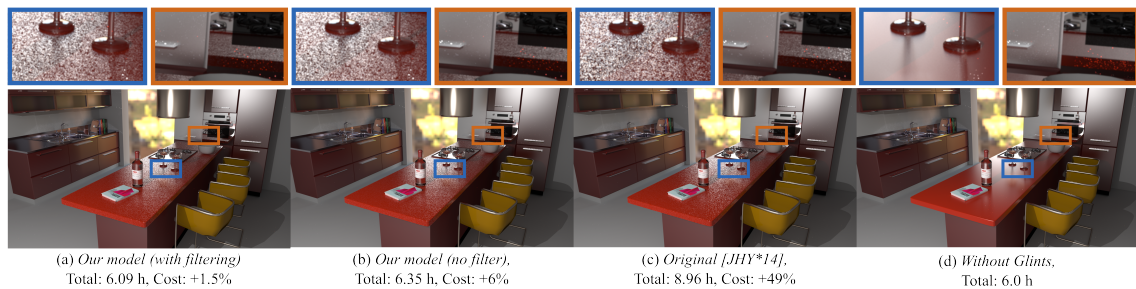 (a) Our model (with filtering)
Total: 6.09 h, Cost: +1.5%
(b) Our model (no filter),
Total: 6.35 h, Cost: +6%
(c) Original [JHY*14],
Total: 8.96 h, Cost: +49%
(d) Without Glints,
Total: 6.0 h